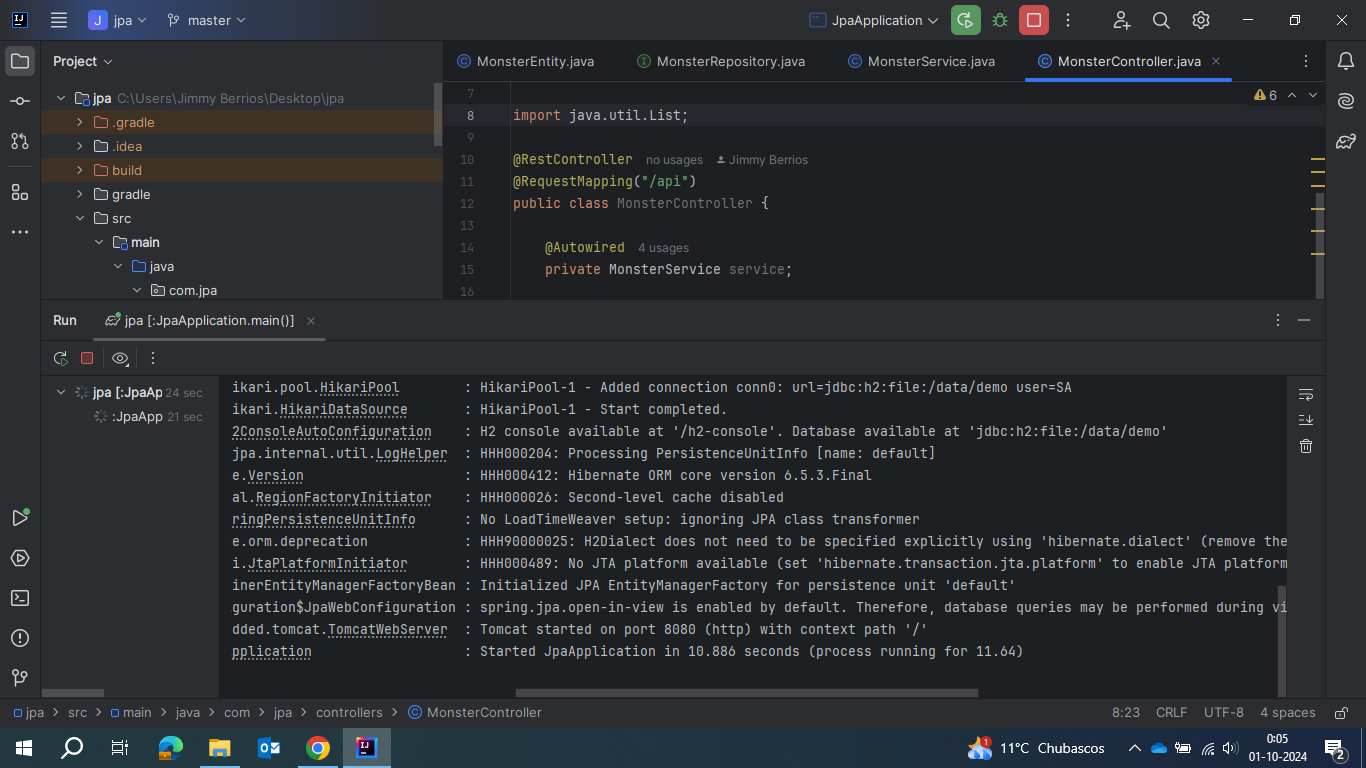 jpa
master
JpaApplication
Project
MonsterEntity.java
MonsterRepository.java
MonsterService.java
MonsterController.java
jpa C:\Users\Jimmy Berrios\Desktop\jpa
.gradle
.idea
build
gradle
src
main
java
com.jpa
6
7
8 import java.util.List;
9
10 @RestController no usages Jimmy Berrios
11 @RequestMapping("/api")
12 public class MonsterController {
13
14 @Autowired 4 usages
15 private MonsterService service;
16
Run jpa [:JpaApplication.main()]
jpa [:JpaAp 24 sec
:JpaApp 21 sec
ikari.pool.HikariPool : HikariPool-1 - Added connection conn0: url=jdbc:h2:file:/data/demo user=SA
ikari.HikariDataSource : HikariPool-1 - Start completed.
2ConsoleAutoConfiguration : H2 console available at '/h2-console'. Database available at 'jdbc:h2:file:/data/demo'
jpa.internal.util.LogHelper : HHH000204: Processing PersistenceUnitInfo [name: default]
e.Version : HHH000412: Hibernate ORM core version 6.5.3.Final
al.RegionFactoryInitiator : HHH000026: Second-level cache disabled
ringPersistenceUnitInfo : No LoadTimeWeaver setup: ignoring JPA class transformer
e.orm.deprecation : HHH90000025: H2Dialect does not need to be specified explicitly using 'hibernate.dialect' (remove the
i.JtaPlatformInitiator : HHH000489: No JTA platform available (set 'hibernate.transaction.jta.platform' to enable JTA platform
inerEntityManagerFactoryBean : Initialized JPA EntityManagerFactory for persistence unit 'default'
guration$JpaWebConfiguration : spring.jpa.open-in-view is enabled by default. Therefore, database queries may be performed during vi
dded.tomcat.TomcatWebServer : Tomcat started on port 8080 (http) with context path '/'
pplication : Started JpaApplication in 10.886 seconds (process running for 11.64)
jpa > src > main > java > com > jpa > controllers > MonsterController
8:23 CRLF UTF-8 4 spaces
1
11°C Chubascos
0:05
01-10-2024
2